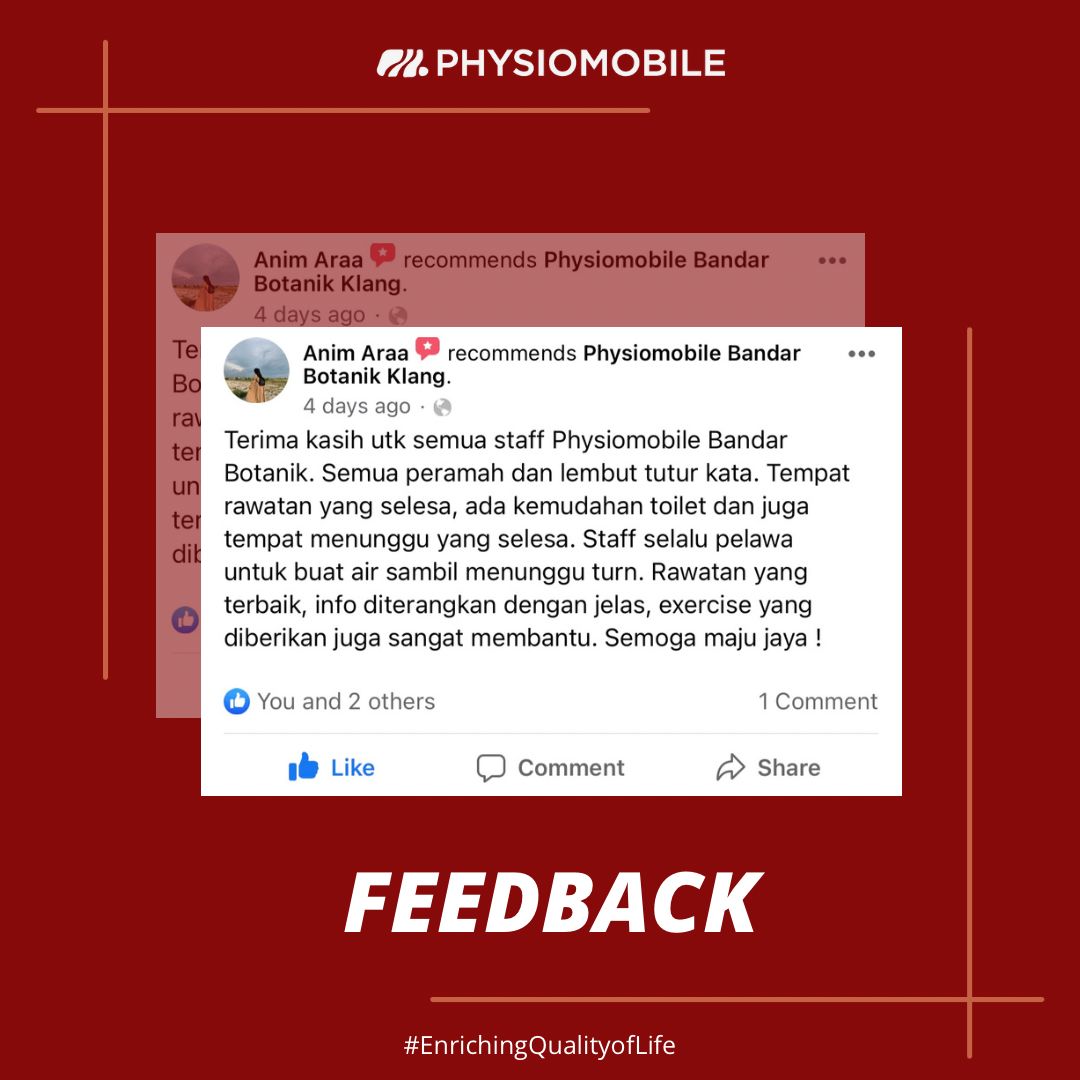 PHYSIOMOBILE
Anim Araa recommends Physiomobile Bandar
Botanik Klang.
4 days ago ·
Te
Bo
raw
ter
un
ter
dib
Anim Araa recommends Physiomobile Bandar
Botanik Klang.
4 days ago ·
Terima kasih utk semua staff Physiomobile Bandar
Botanik. Semua peramah dan lembut tutur kata. Tempat
rawatan yang selesa, ada kemudahan toilet dan juga
tempat menunggu yang selesa. Staff selalu pelawa
untuk buat air sambil menunggu turn. Rawatan yang
terbaik, info diterangkan dengan jelas, exercise yang
diberikan juga sangat membantu. Semoga maju jaya !
You and 2 others 1 Comment
Like Comment Share
FEEDBACK
#EnrichingQualityofLife